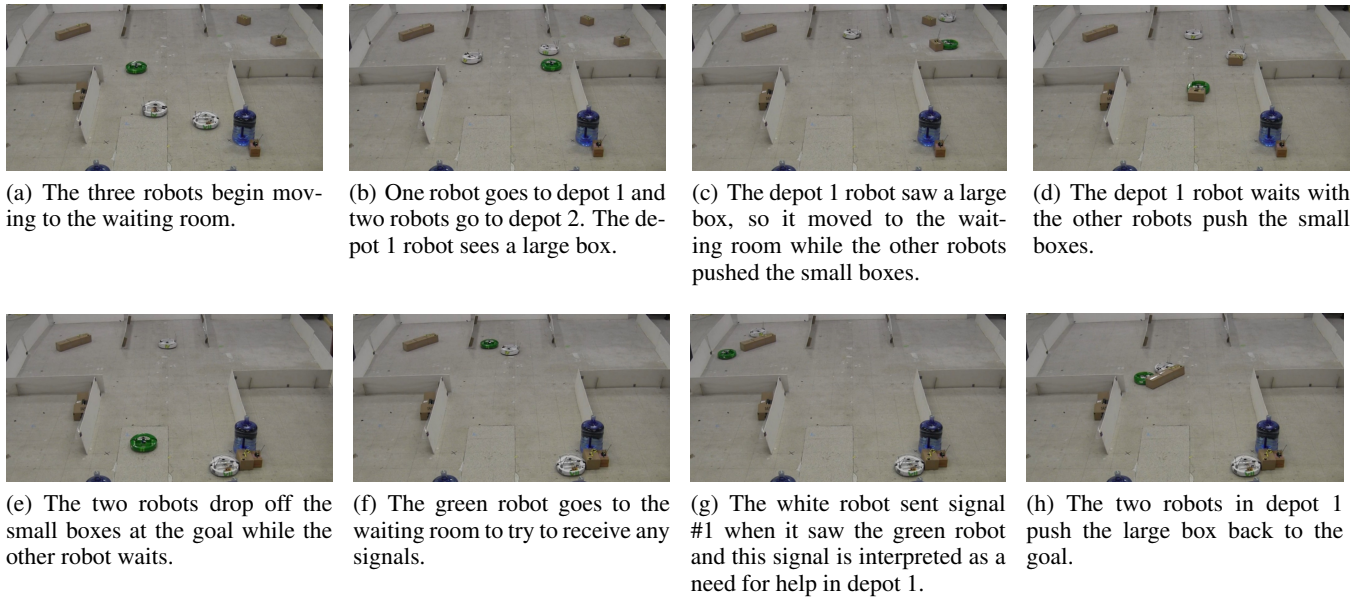 (a) The three robots begin mov-
ing to the waiting room.
(b) One robot goes to depot 1 and
two robots go to depot 2. The de-
pot 1 robot sees a large box.
(c) The depot 1 robot saw a large
box, so it moved to the wait-
ing room while the other robots
pushed the small boxes.
(d) The depot 1 robot waits with
the other robots push the small
boxes.
(e) The two robots drop off the
small boxes at the goal while the
other robot waits.
(f) The green robot goes to the
waiting room to try to receive any
signals.
(g) The white robot sent signal
#1 when it saw the green robot
and this signal is interpreted as a
need for help in depot 1.
(h) The two robots in depot 1
push the large box back to the
goal.